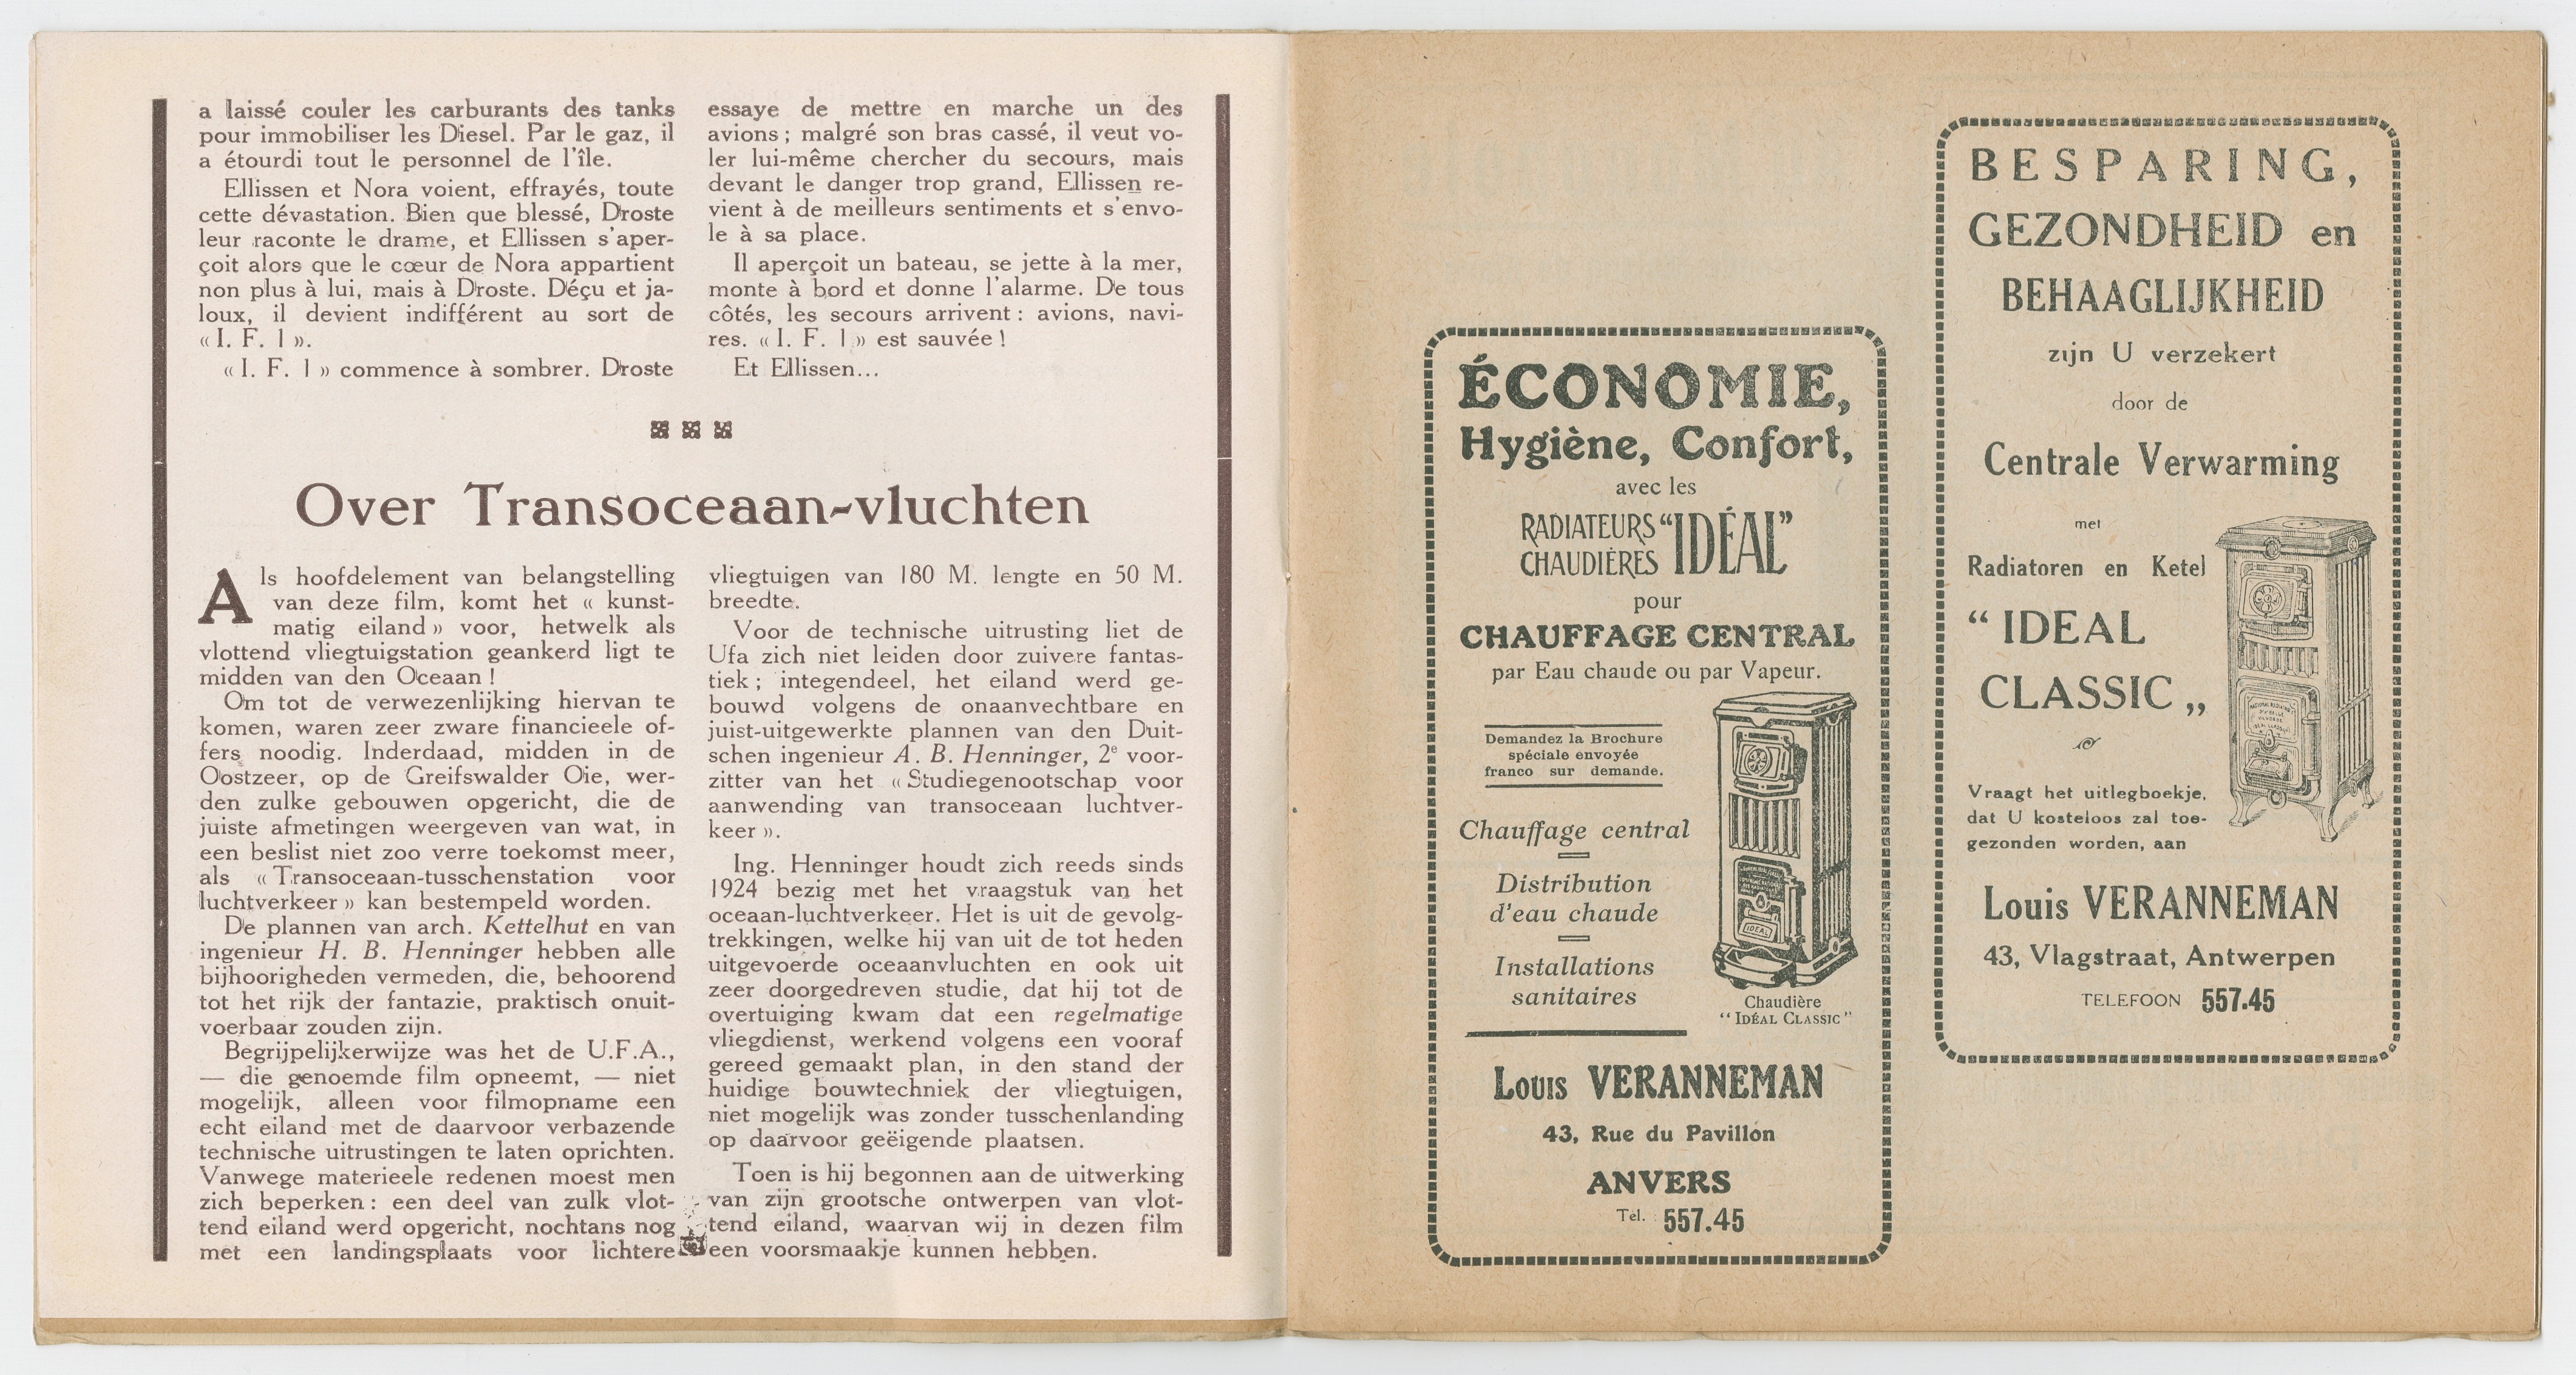 a laissé couler les carburants des tanks
pour immobiliser les Diesel. Par le gaz, il
a étourdi tout le personnel de l'île.
Ellissen et Nora voient, effrayés, toute
cette dévastation. Bien que blessé, Droste
leur raconte le drame, et Ellissen s'aper-
çoit alors que le cœur de Nora appartient
non plus à lui, mais à Droste. Déçu et ja-
loux, il devient indifférent au sort de
« I. F. I ».
« I. F. I » commence à sombrer. Droste
essaye de mettre en marche un des
avions ; malgré son bras cassé, il veut vo-
ler lui-même chercher du secours, mais
devant le danger trop grand, Ellissen re-
vient à de meilleurs sentiments et s'envo-
le à sa place.
Il aperçoit un bateau, se jette à la mer,
monte à bord et donne l'alarme. De tous
côtés, les secours arrivent : avions, navi-
res. « I. F. I » est sauvée !
Et Ellissen...
Over Transoceaan-vluchten
Als hoofdelement van belangstelling
van deze film, komt het « kunst-
matig eiland » voor, hetwelk als
vlottend vliegtuigstation geankerd ligt te
midden van den Oceaan !
Om tot de verwezenlijking hiervan te
komen, waren zeer zware financieele of-
fers noodig. Inderdaad, midden in de
Oostzeer, op de Greifswalder Oie, wer-
den zulke gebouwen opgericht, die de
juiste afmetingen weergeven van wat, in
een beslist niet zoo verre toekomst meer,
als « Transoceaan-tusschenstation voor
luchtverkeer » kan bestempeld worden.
De plannen van arch. Kettelhut en van
ingenieur H. B. Henninger hebben alle
bijhoorigheden vermeden, die, behoorend
tot het rijk der fantazie, praktisch onuit-
voerbaar zouden zijn.
Begrijpelijkerwijze was het de U.F.A.,
— die genoemde film opneemt, — niet
mogelijk, alleen voor filmopname een
echt eiland met de daarvoor verbazende
technische uitrustingen te laten oprichten.
Vanwege materieele redenen moest men
zich beperken : een deel van zulk vlot-
tend eiland werd opgericht, nochtans nog
met een landingsplaats voor lichtere
vliegtuigen van 180 M. lengte en 50 M.
breedte.
Voor de technische uitrusting liet de
Ufa zich niet leiden door zuivere fantas-
tiek ; integendeel, het eiland werd ge-
bouwd volgens de onaanvechtbare en
juist-uitgewerkte plannen van den Duit-
schen ingenieur A. B. Henninger, 2e voor-
zitter van het « Studiegenootschap voor
aanwending van transoceaan luchtver-
keer ».
Ing. Henninger houdt zich reeds sinds
1924 bezig met het vraagstuk van het
oceaan-luchtverkeer. Het is uit de gevolg-
trekkingen, welke hij van uit de tot heden
uitgevoerde oceaanvluchten en ook uit
zeer doorgedreven studie, dat hij tot de
overtuiging kwam dat een regelmatige
vliegdienst, werkend volgens een vooraf
gereed gemaakt plan, in den stand der
huidige bouwtechniek der vliegtuigen,
niet mogelijk was zonder tusschenlanding
op daarvoor geëigende plaatsen.
Toen is hij begonnen aan de uitwerking
van zijn grootsche ontwerpen van vlot-
tend eiland, waarvan wij in dezen film
een voorsmaakje kunnen hebben.
ÉCONOMIE,
Hygiène, Confort,
avec les
RADIATEURS
CHAUDIÈRES
“IDÉAL”
pour
CHAUFFAGE CENTRAL
par Eau chaude ou par Vapeur.
Demandez la Brochure
spéciale envoyée
franco sur demande.
Chauffage central
Distribution
d'eau chaude
Installations
sanitaires
IDEAL
Chaudière
“IDÉAL CLASSIC”
Louis VERANNEMAN
43, Rue du Pavillon
ANVERS
Tel. : 557.45
BESPARING,
GEZONDHEID en
BEHAAGLIJKHEID
zijn U verzekert
door de
Centrale Verwarming
met
Radiatoren en Ketel
“ IDEAL
CLASSIC „
Vraagt het uitlegboekje,
dat U kosteloos zal toe-
gezonden worden, aan
Louis VERANNEMAN
43, Vlagstraat, Antwerpen
TELEFOON 557.45